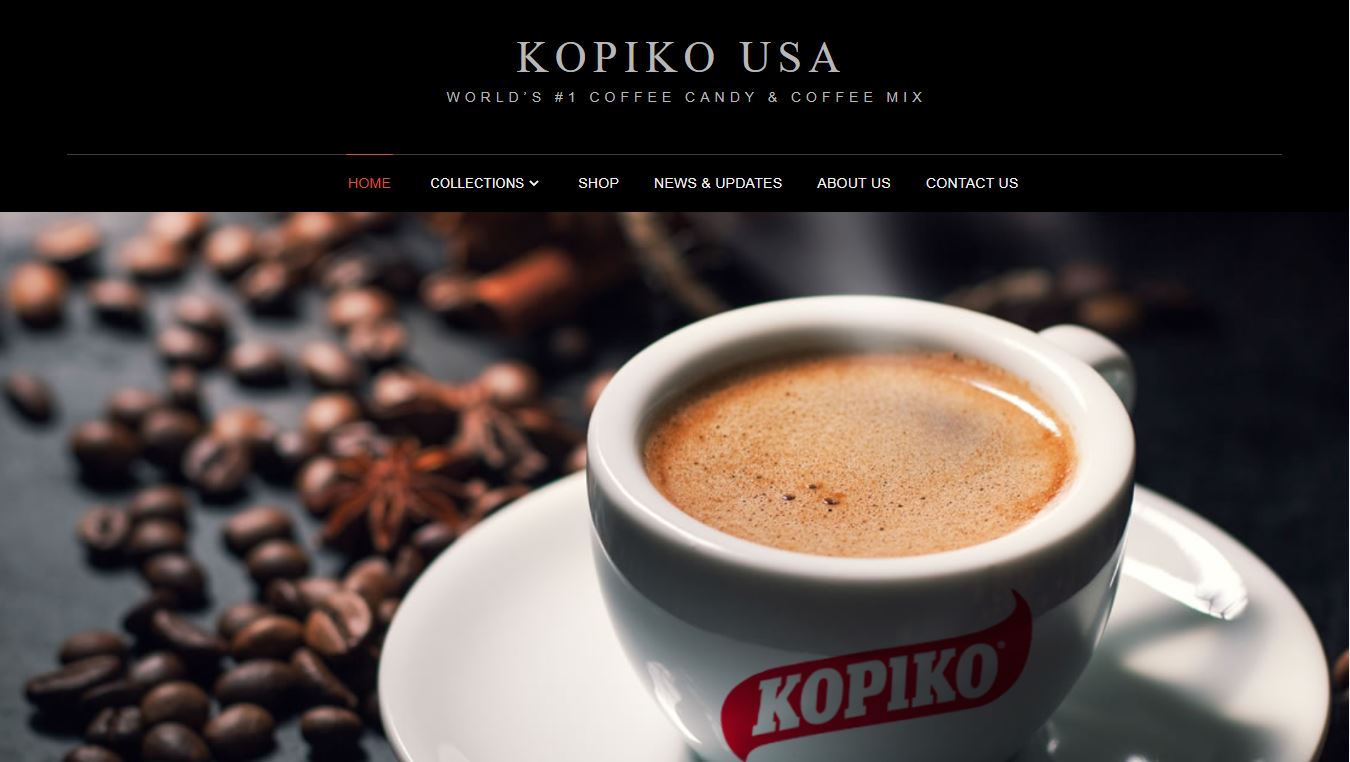 KOPIKO USA
WORLD’S #1 COFFEE CANDY & COFFEE MIX
HOME COLLECTIONS SHOP NEWS & UPDATES ABOUT US CONTACT US
KOPIKO®